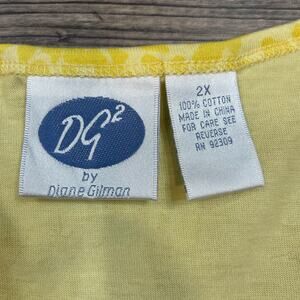 DG²
by
Diane Gilman
2X
100% COTTON
MADE IN CHINA
FOR CARE SEE
REVERSE
RN 92309